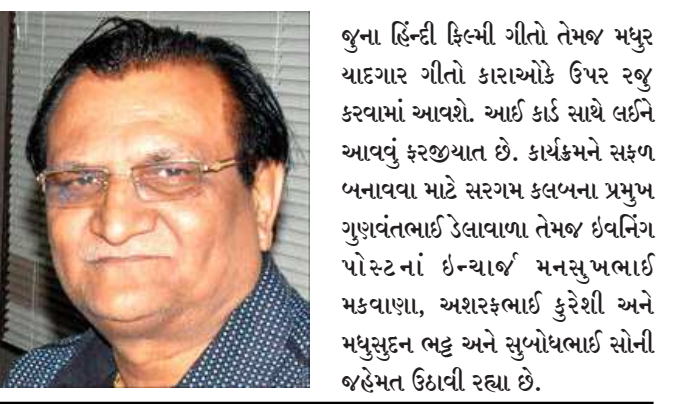 જુના હિંન્દી ફિલ્મી ગીતો તેમજ મધુર
યાદગાર ગીતો કારાઓકે ઉપર રજુ
કરવામાં આવશે. આઈ કાર્ડ સાથે લઈને
આવવું ફરજીયાત છે. કાર્યક્રમને સફળ
બનાવવા માટે સરગમ કલબના પ્રમુખ
ગુણવંતભાઈ ડેલાવાળા તેમજ ઇવનિંગ
પોસ્ટનાં ઇન્ચાર્જ મનસુખભાઈ
મકવાણા, અશરફભાઈ કુરેશી અને
મધુસુદન ભટ્ટ અને સુબોધભાઈ સોની
જહેમત ઉઠાવી રહ્યા છે.